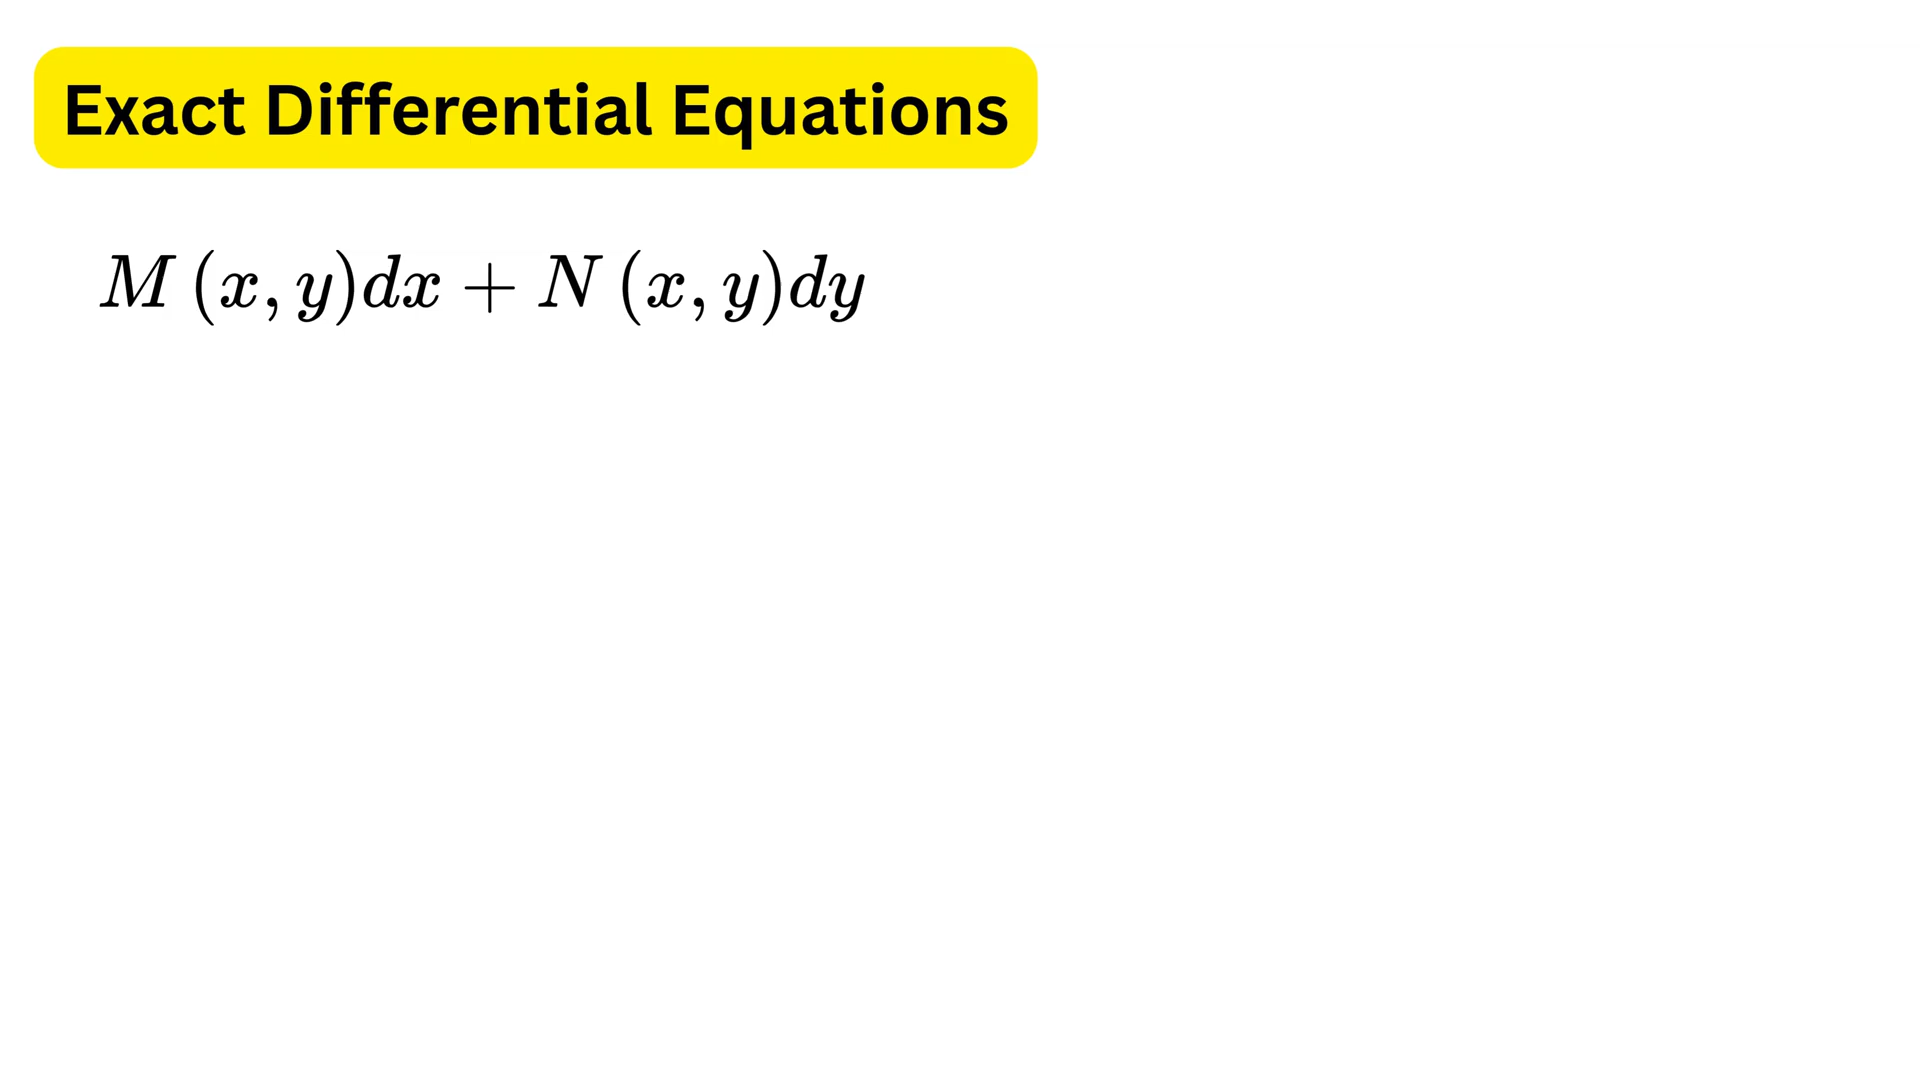 Exact Differential Equations
M (x, y)dx + N (x, y)dy